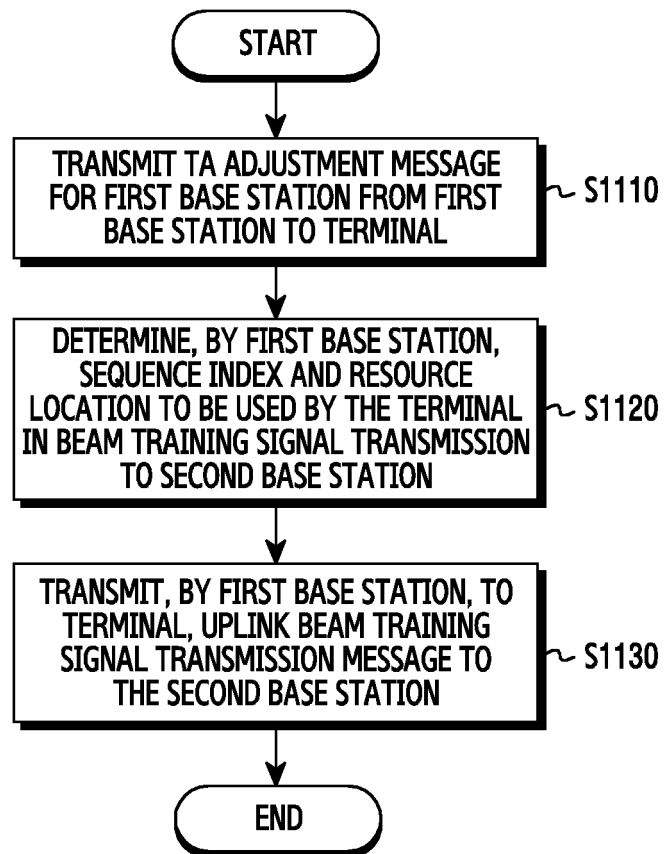 START
TRANSMIT TA ADJUSTMENT MESSAGE
FOR FIRST BASE STATION FROM FIRST
BASE STATION TO TERMINAL
S1110
DETERMINE, BY FIRST BASE STATION,
SEQUENCE INDEX AND RESOURCE
LOCATION TO BE USED BY THE TERMINAL
IN BEAM TRAINING SIGNAL TRANSMISSION
TO SECOND BASE STATION
S1120
TRANSMIT, BY FIRST BASE STATION, TO
TERMINAL, UPLINK BEAM TRAINING
SIGNAL TRANSMISSION MESSAGE TO
THE SECOND BASE STATION
S1130
END